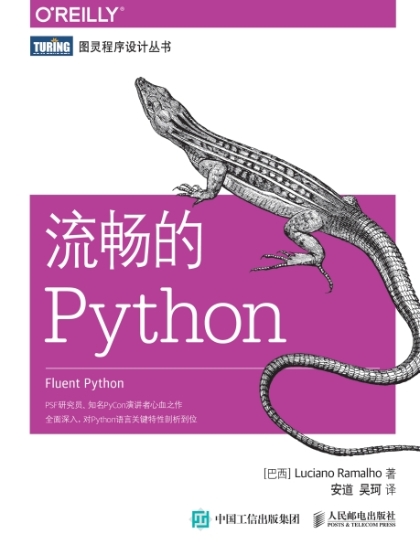 O'REILLY®
TURING 图灵程序设计丛书
流畅的
Python
Fluent Python
PSF研究员,知名PyCon演讲者心血之作
全面深入,对Python语言关键特性剖析到位
[巴西] Luciano Ramalho 著
安道 吴珂 译
中国工信出版集团 人民邮电出版社
POSTS & TELECOM PRESS